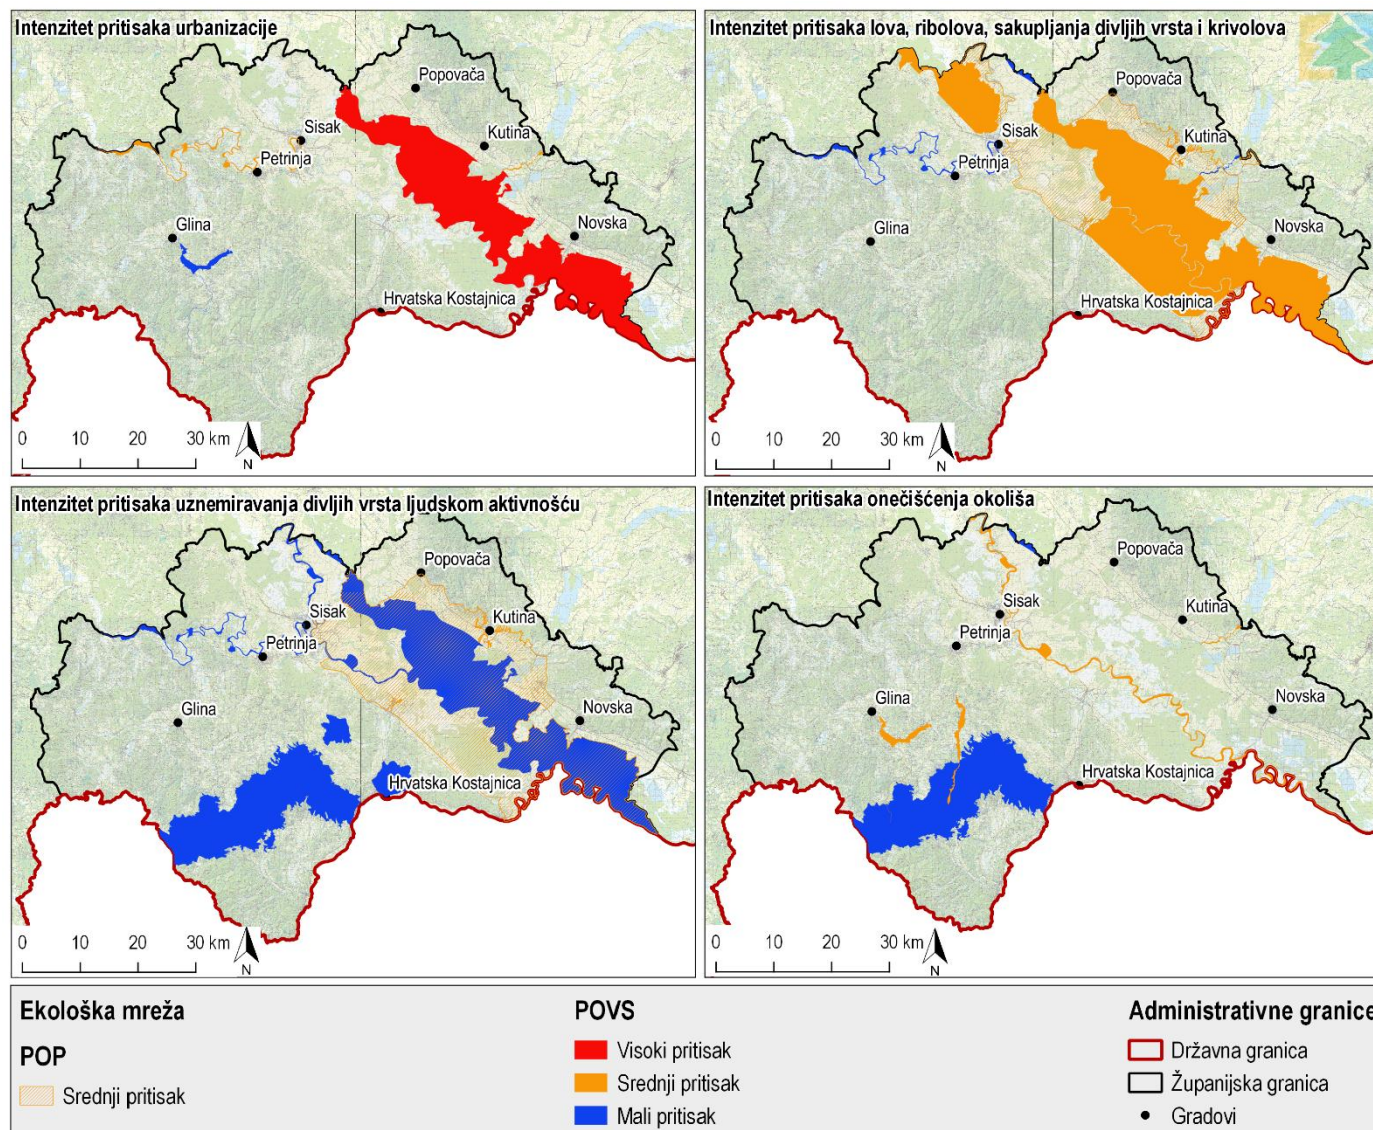 Intenzitet pritisaka urbanizacije
Popovača
Sisak
Kutina
Petrinja
Glina
Novska
Hrvatska Kostajnica
0 10 20 30 km
N
Intenzitet pritisaka lova, ribolova, sakupljanja divljih vrsta i krivolova
Popovača
Sisak
Kutina
Petrinja
Glina
Novska
Hrvatska Kostajnica
0 10 20 30 km
N
Intenzitet pritisaka uznemiravanja divljih vrsta ljudskom aktivnošću
Popovača
Sisak
Kutina
Petrinja
Glina
Novska
Hrvatska Kostajnica
0 10 20 30 km
N
Intenzitet pritisaka onečišćenja okoliša
Popovača
Sisak
Kutina
Petrinja
Glina
Novska
Hrvatska Kostajnica
0 10 20 30 km
N
Ekološka mreža
POP
Srednji pritisak
POVS
Visoki pritisak
Srednji pritisak
Mali pritisak
Administrativne granice
Državna granica
Županijska granica
Gradovi